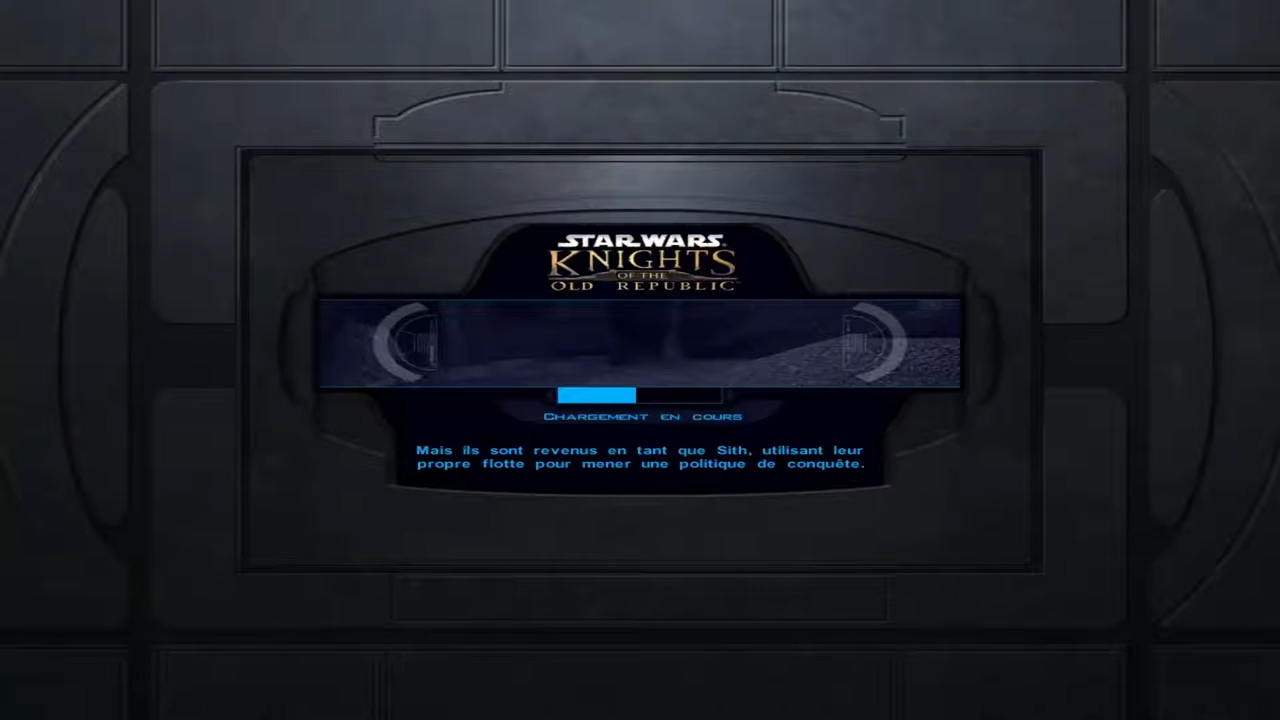 STAR WARS
KNIGHTS
OF THE
OLD REPUBLIC
CHARGEMENT EN COURS
Mais ils sont revenus en tant que Sith, utilisant leur
propre flotte pour mener une politique de conquête.